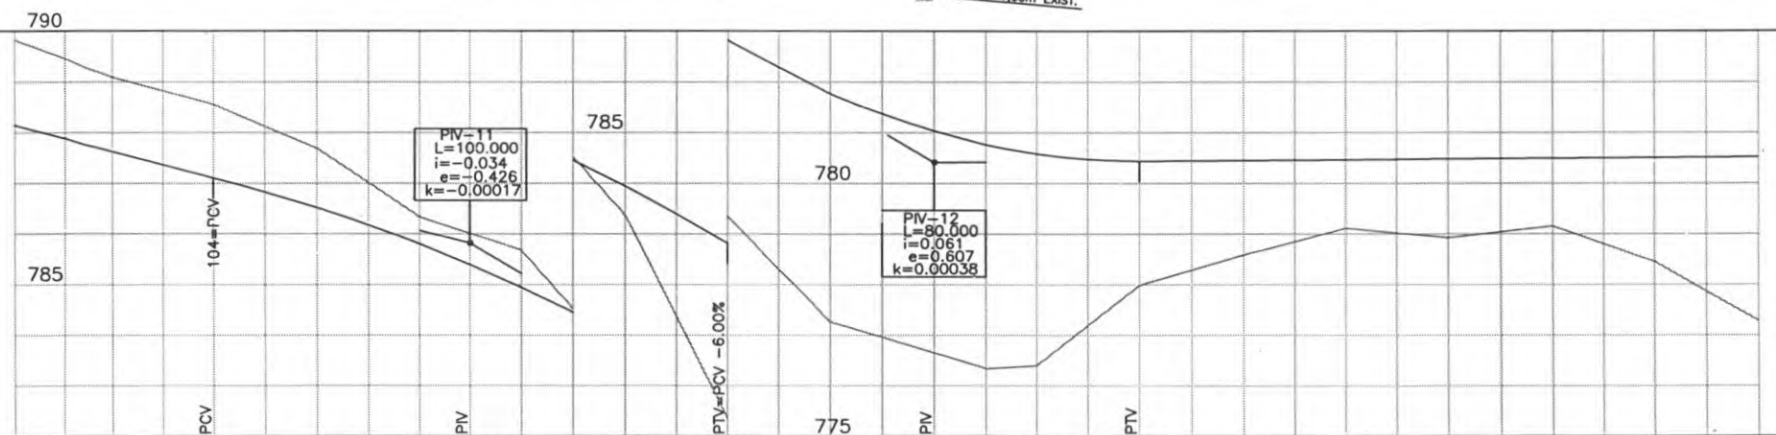 EXIST.
790
785
780
785
775
PIV-11
L=100.000
i=-0.034
e=-0.426
k=-0.00017
PIV-12
L=80.000
i=0.061
e=0.607
k=0.00038
104=PCV
PTV=PCV -6.00%
PCV
PIV
PIV
PTV